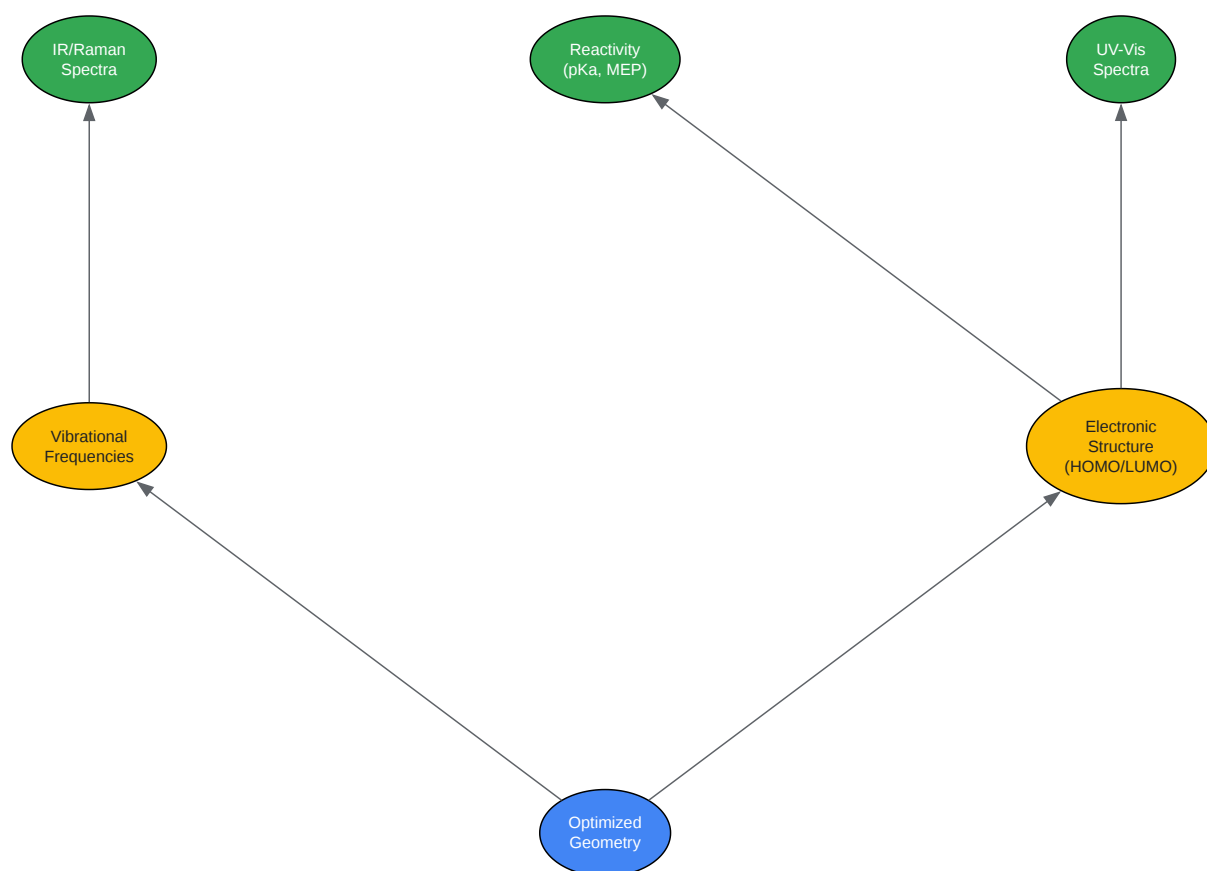 IR/Raman
Spectra
Reactivity
(pKa, MEP)
UV-Vis
Spectra
Vibrational
Frequencies
Electronic
Structure
(HOMO/LUMO)
Optimized
Geometry